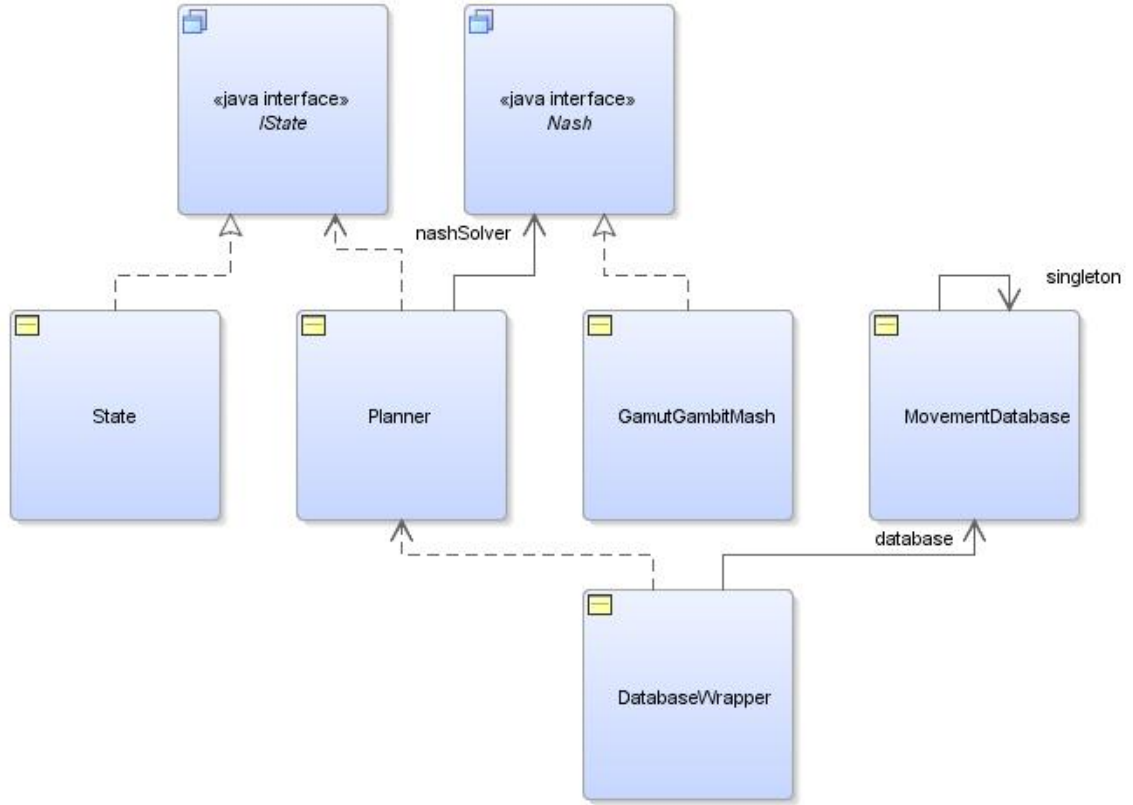 «java interface»
IState
«java interface»
Nash
nashSolver
singleton
State
Planner
GamutGambitMash
MovementDatabase
database
DatabaseWrapper